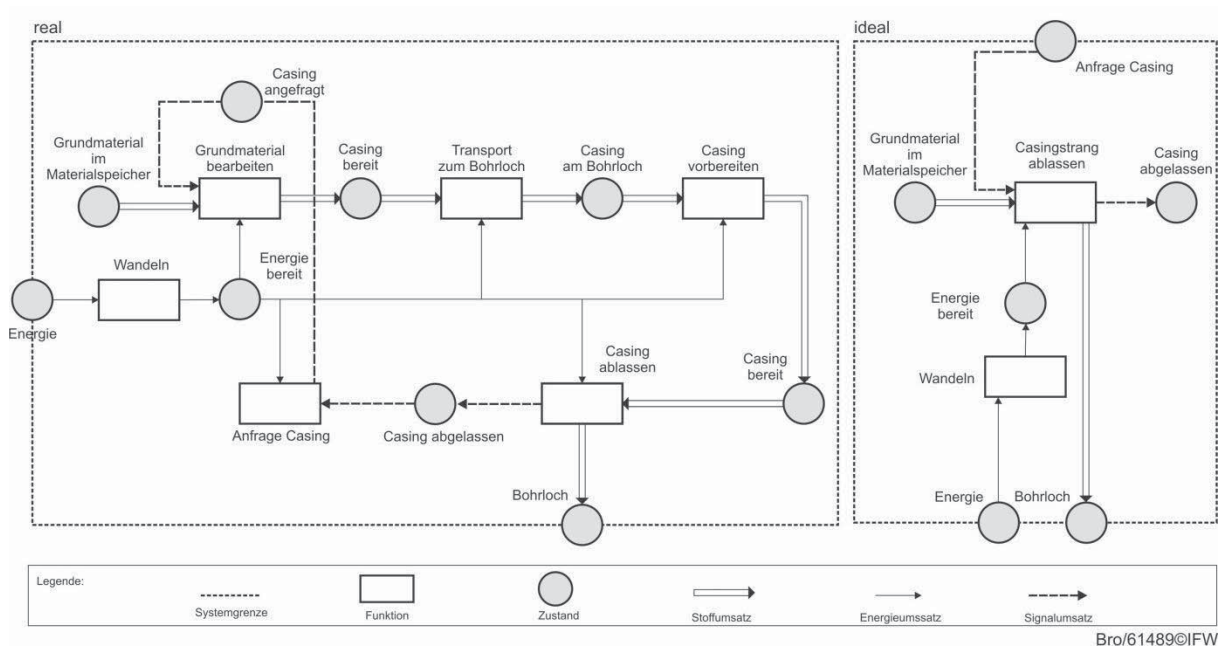 real
ideal
Casing
angefragt
Anfrage Casing
Grundmaterial
im
Materialspeicher
Grundmaterial
bearbeiten
Casing
bereit
Transport
zum Bohrloch
Casing
am Bohrloch
Casing
vorbereiten
Grundmaterial
im
Materialspeicher
Casingstrang
ablassen
Casing
abgelassen
Wandeln
Energie
bereit
Energie
Energie
bereit
Casing
ablassen
Casing
bereit
Wandeln
Anfrage Casing
Casing abgelassen
Bohrloch
Energie
Bohrloch
Legende:
Systemgrenze
Funktion
Zustand
Stoffumsatz
Energieumssatz
Signalumsatz
Bro/61489©IFW